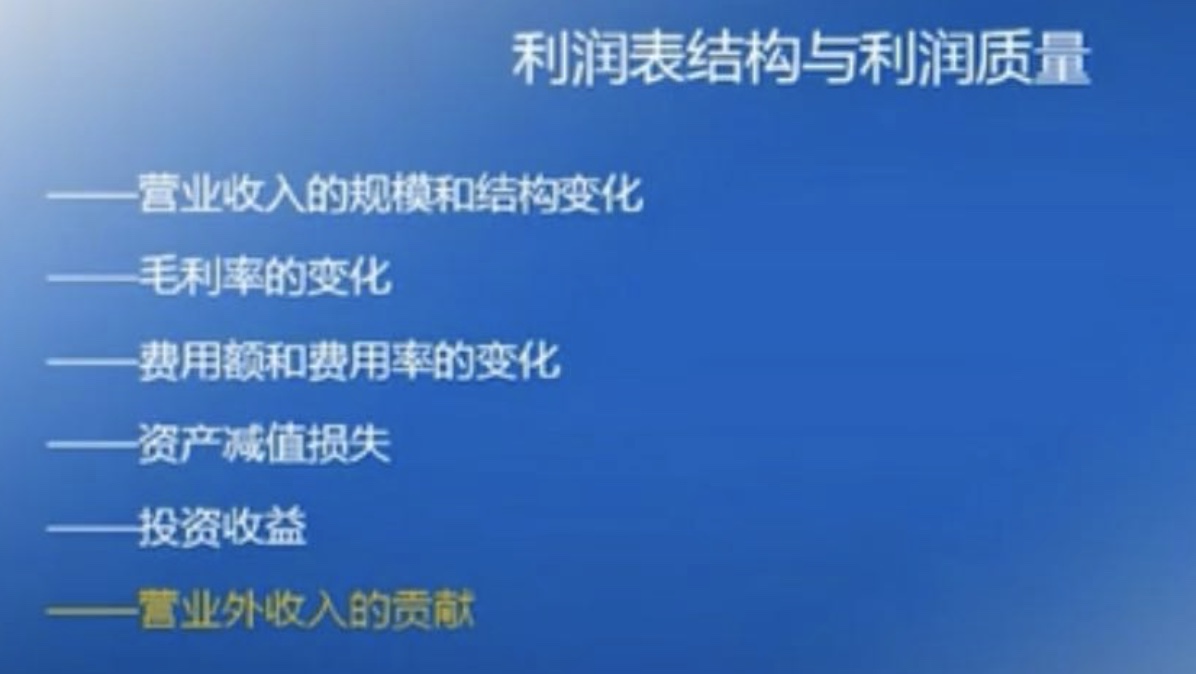 利润表结构与利润质量
——营业收入的规模和结构变化
——毛利率的变化
——费用额和费用率的变化
——资产减值损失
——投资收益
——营业外收入的贡献